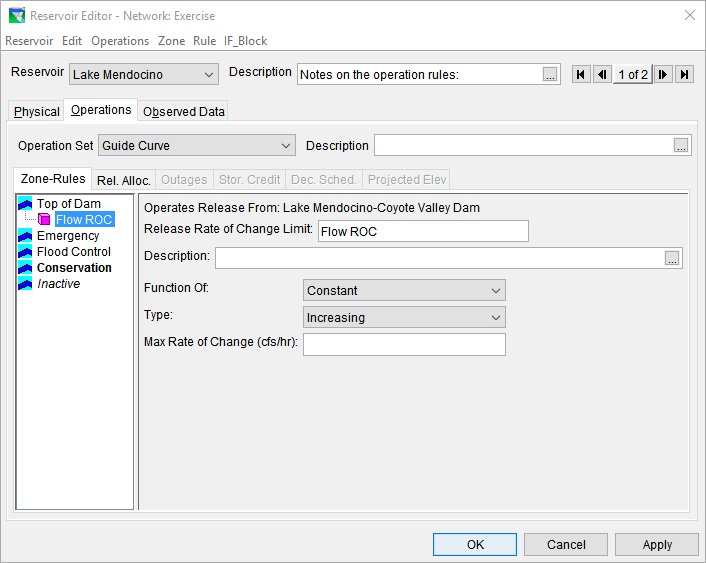 Reservoir Editor - Network: Exercise
Reservoir Edit Operations Zone Rule IF_Block
Reservoir Lake Mendocino Description Notes on the operation rules: ... 1 of 2
Physical Operations Observed Data
Operation Set Guide Curve Description ...
Zone-Rules Rel. Alloc. Outages Stor. Credit Dec. Sched. Projected Elev
Top of Dam
Flow ROC
Emergency
Flood Control
Conservation
Inactive
Operates Release From: Lake Mendocino-Coyote Valley Dam
Release Rate of Change Limit: Flow ROC
Description: ...
Function Of: Constant
Type: Increasing
Max Rate of Change (cfs/hr):
OK Cancel Apply